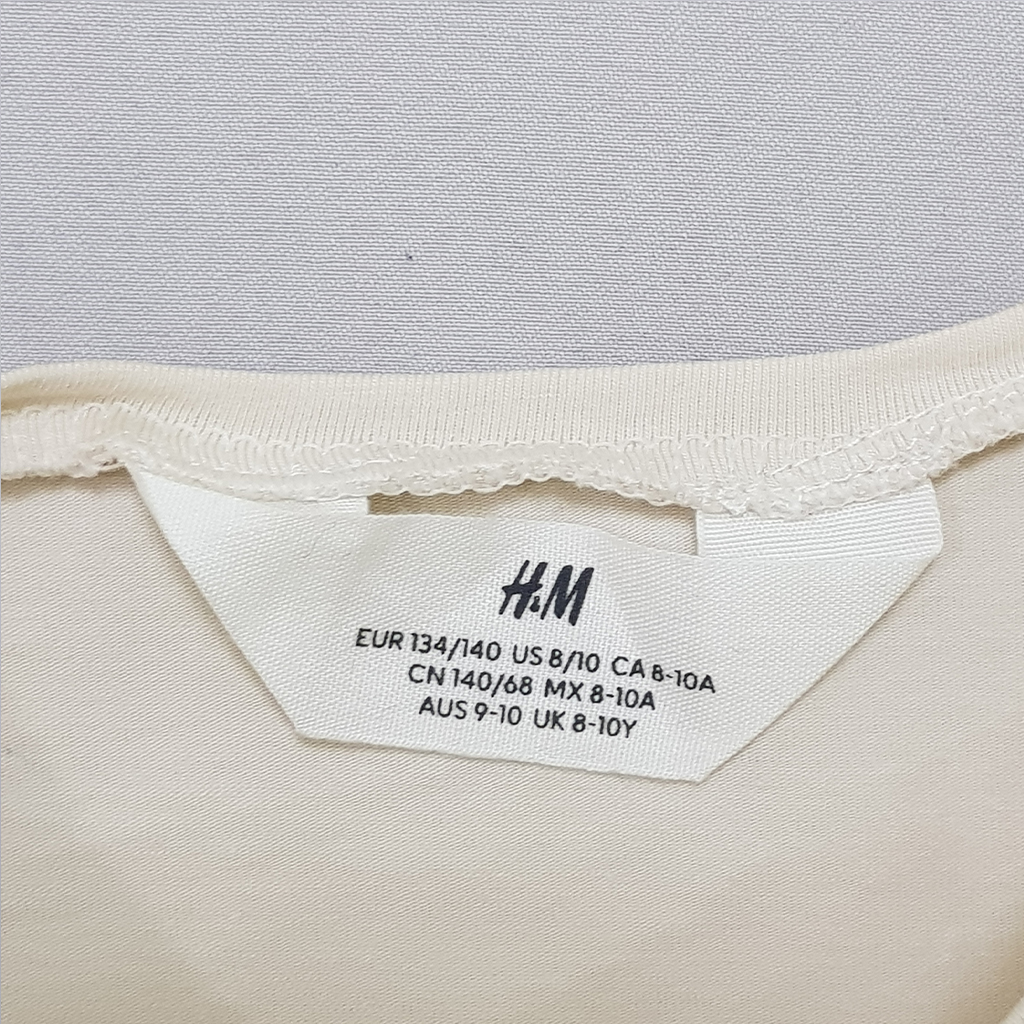 H&M
EUR 134/140 US 8/10 CA 8-10A
CN 140/68 MX 8-10A
AUS 9-10 UK 8-10Y